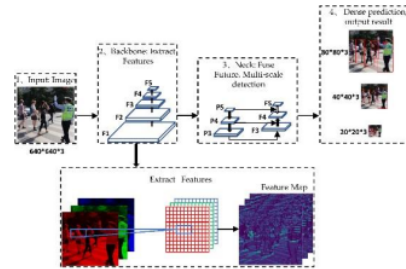 1、Input: Image
640*640*3
2、Backbone: Extract
Features
F5
F4
F3
F2
F1
3、Neck: Fuse
Future, Multi-scale
detection
P5
P4
P3
F5
F4
F3
4、Dense prediction,
output result
80*80*3
40*40*3
20*20*3
Extract Features
Feature Map